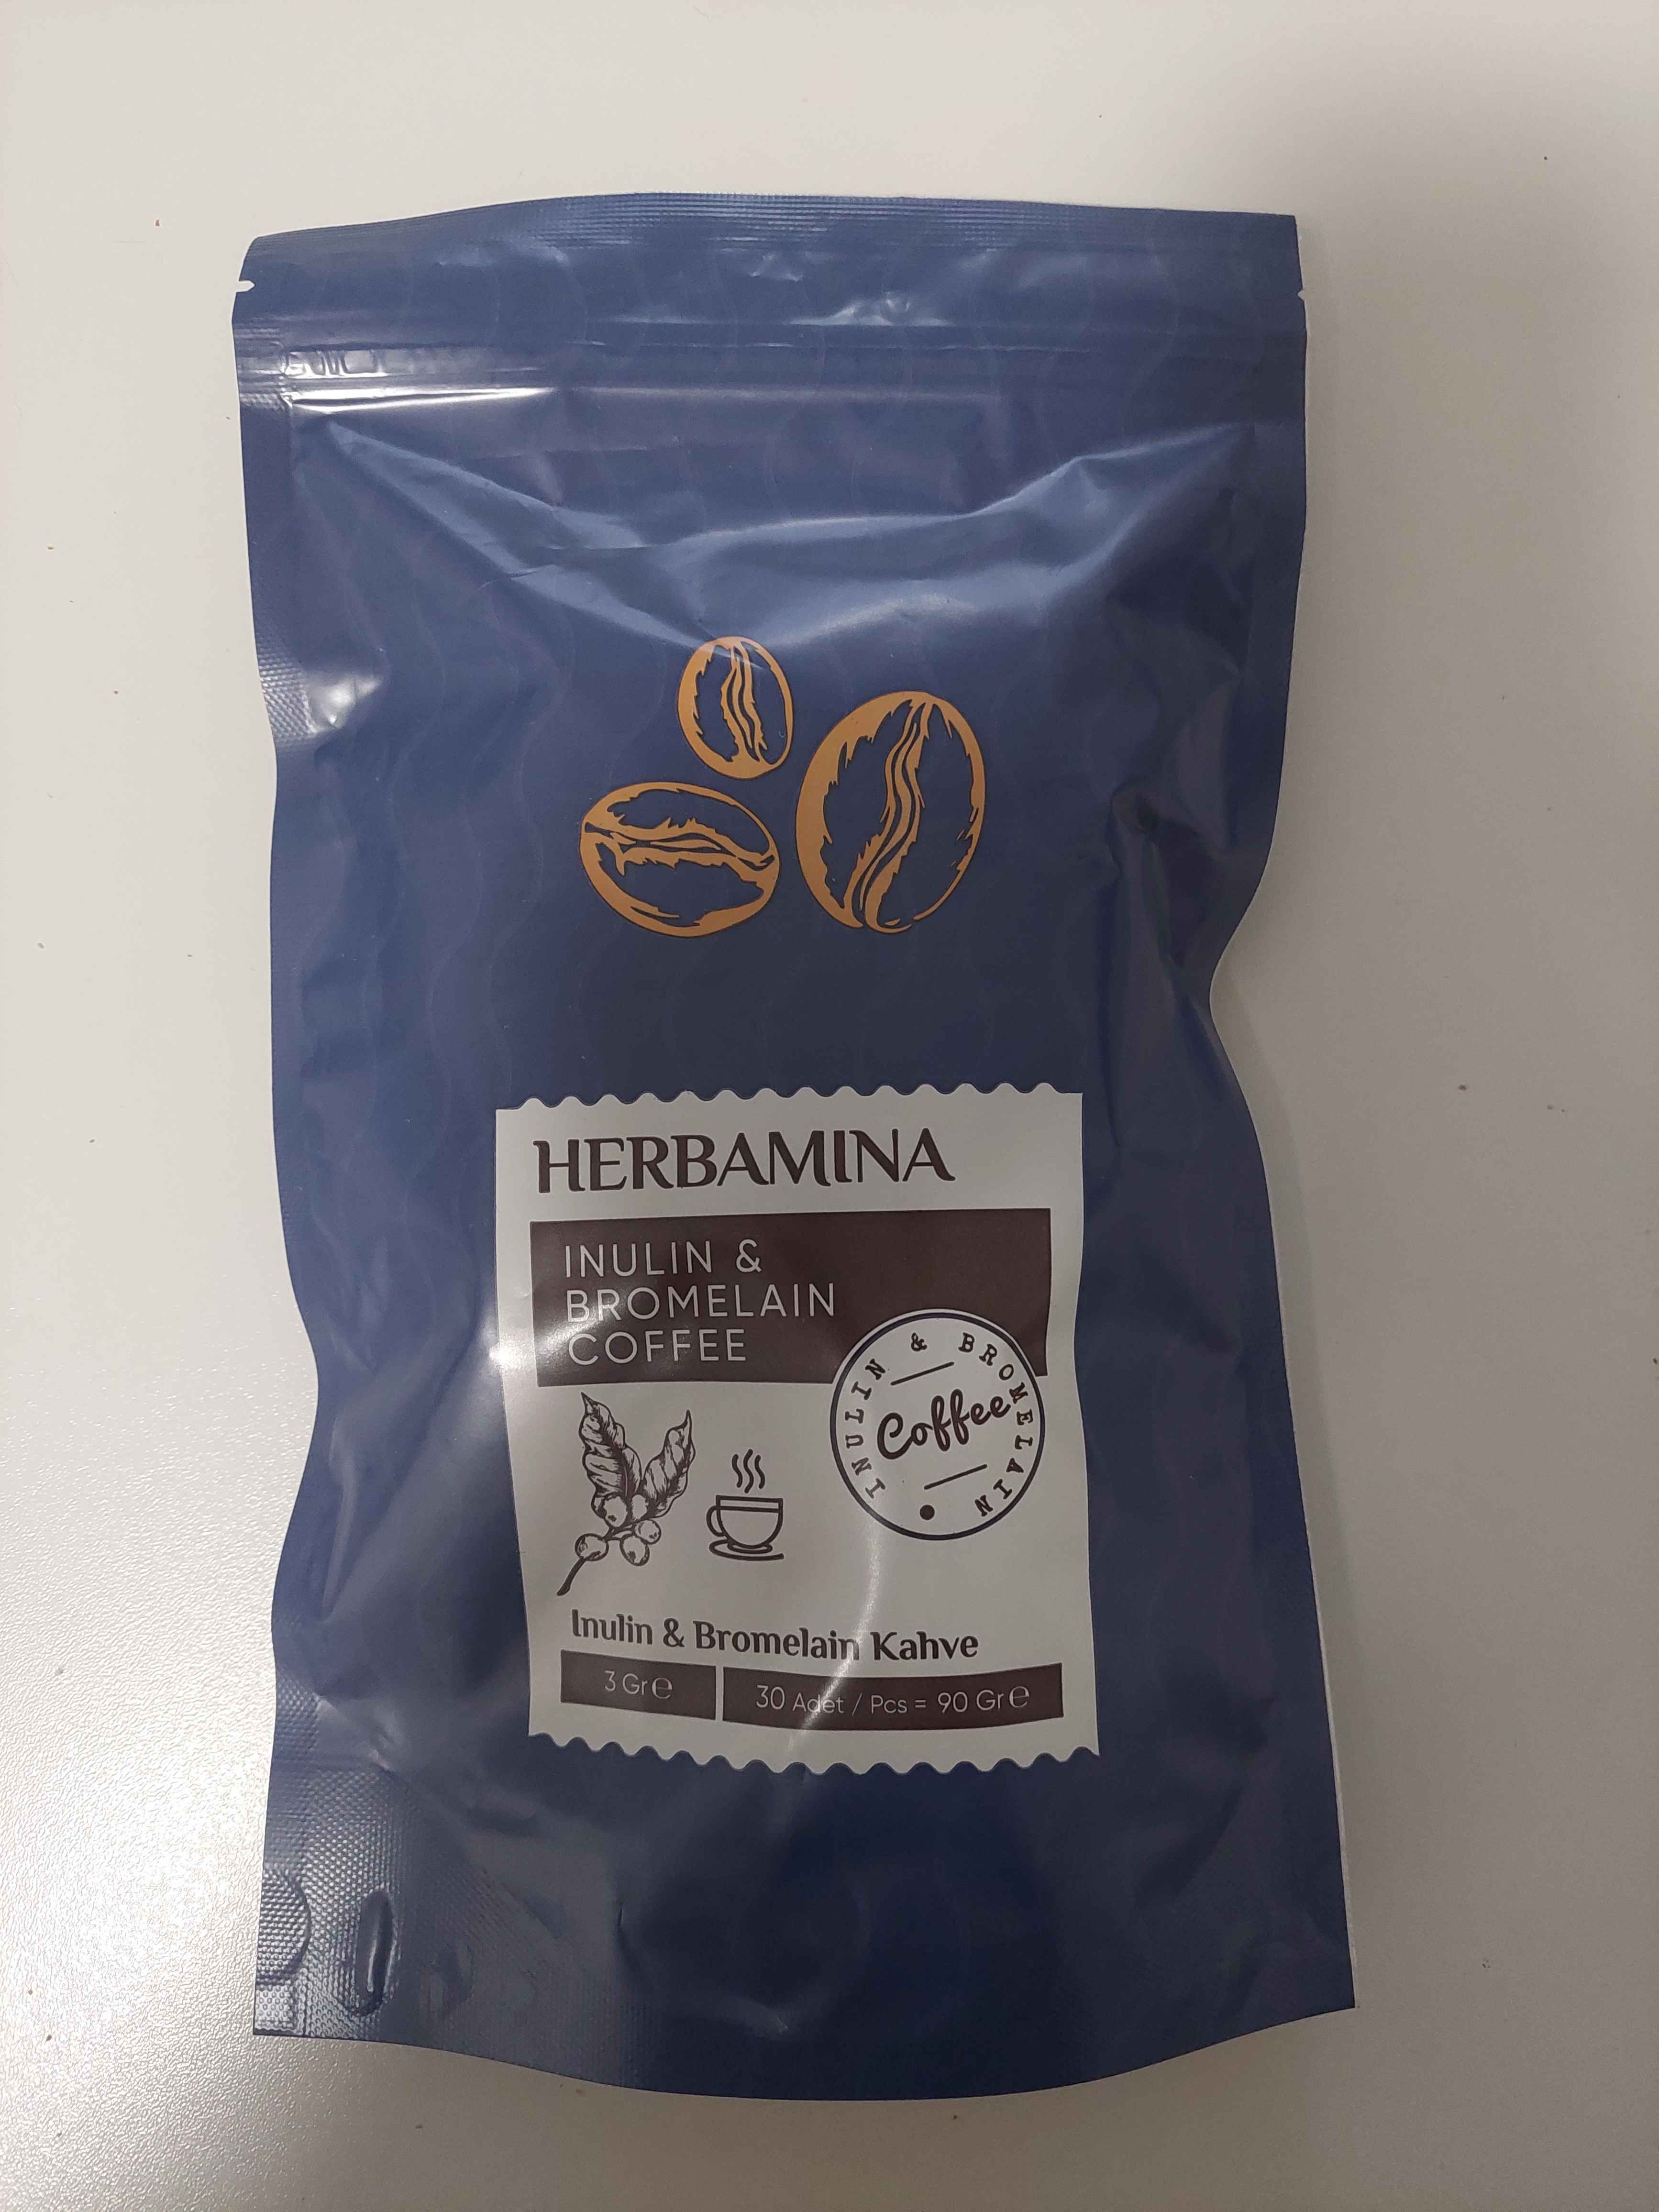 HERBAMINA
INULIN &
BROMELAIN
COFFEE
INULIN & BROMELAIN
Coffee
Inulin & Bromelain Kahve
3 Gr℮
30 Adet / Pcs = 90 Gr℮